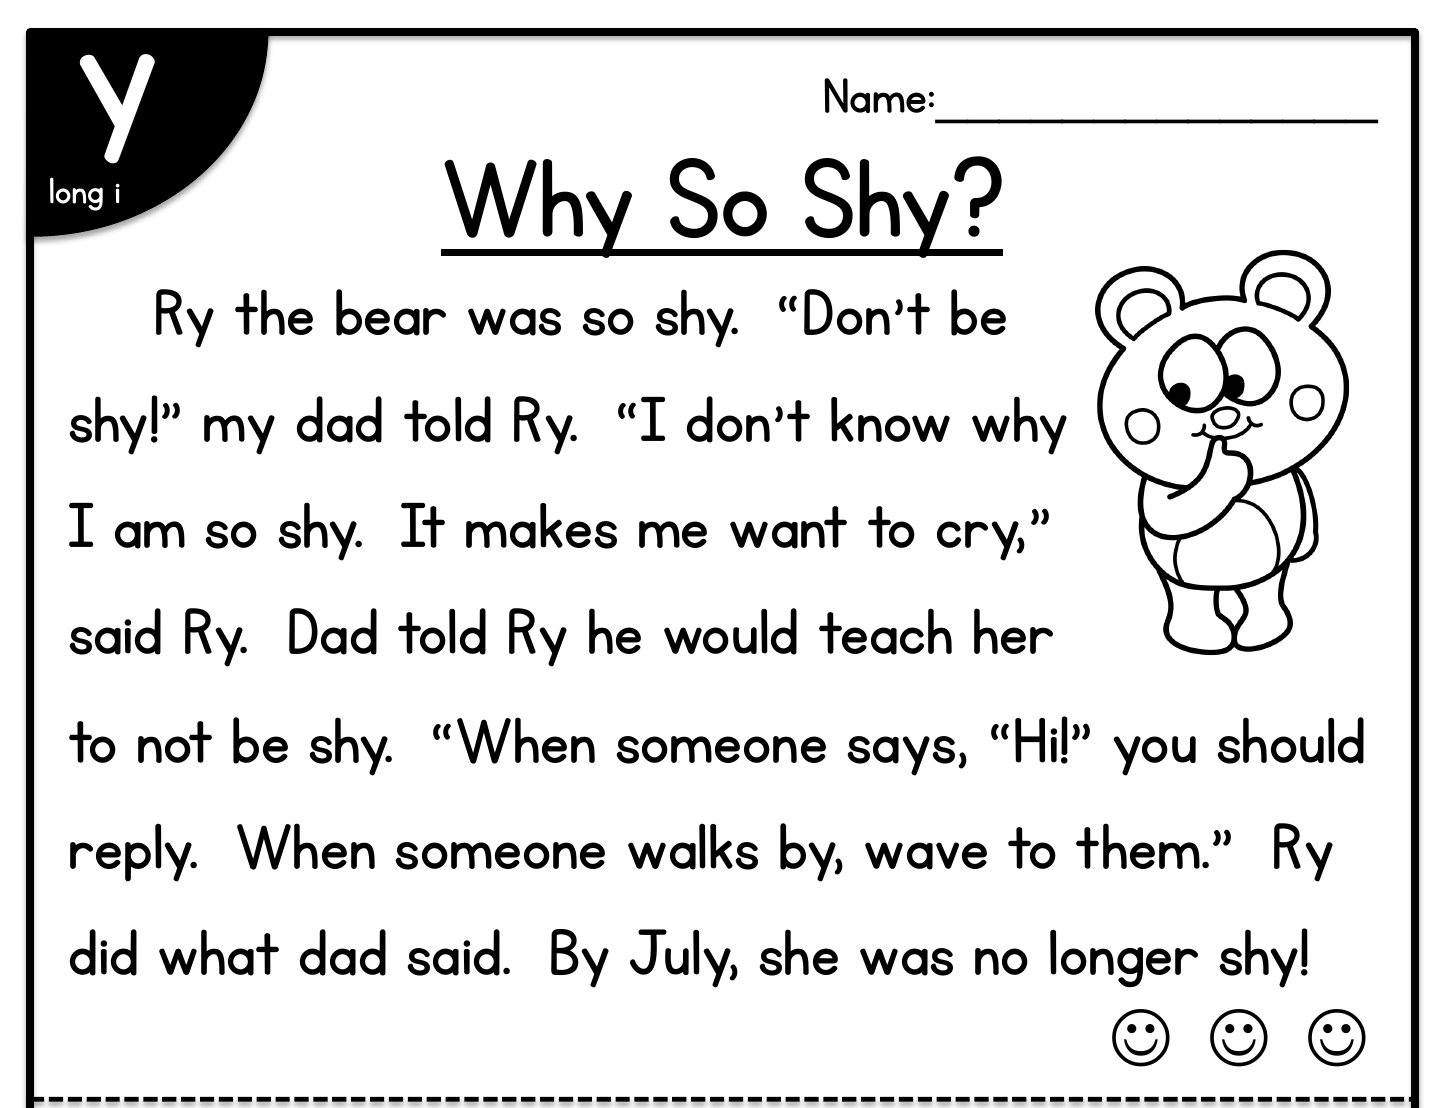 y
long i
Name:
Why So Shy?
Ry the bear was so shy. “Don’t be
shy!” my dad told Ry. “I don’t know why
I am so shy. It makes me want to cry,”
said Ry. Dad told Ry he would teach her
to not be shy. “When someone says, “Hi!” you should
reply. When someone walks by, wave to them.” Ry
did what dad said. By July, she was no longer shy!